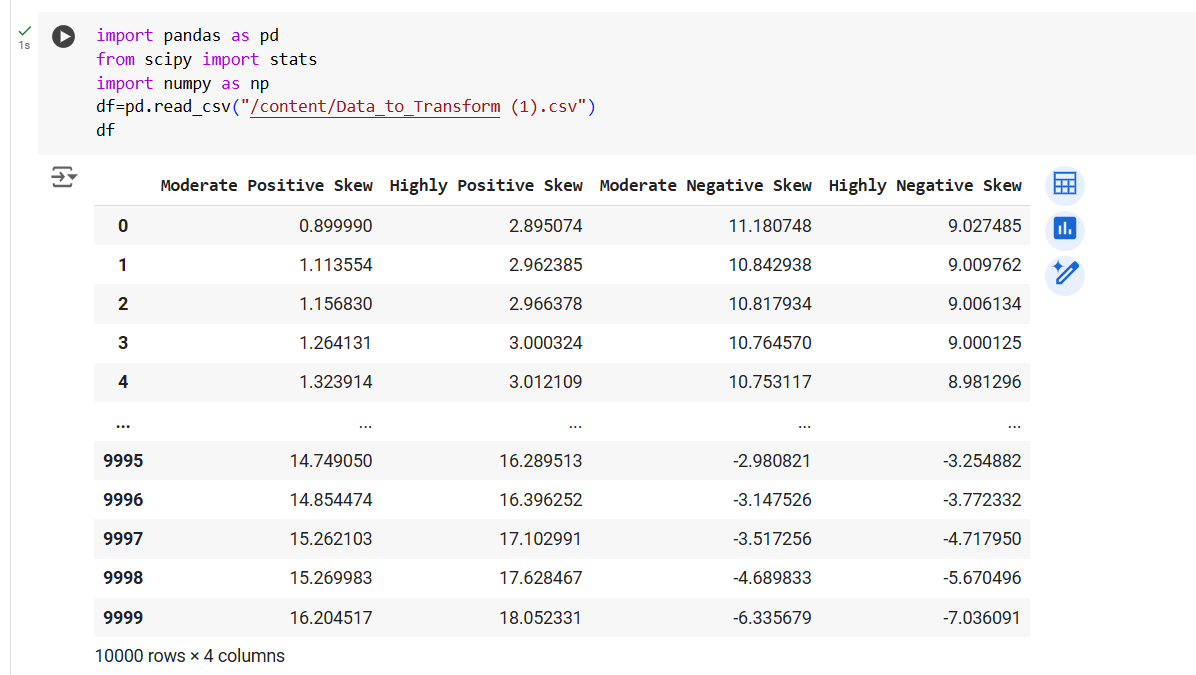 1s
import pandas as pd
from scipy import stats
import numpy as np
df=pd.read_csv("/content/Data_to_Transform (1).csv")
df
Moderate Positive Skew Highly Positive Skew Moderate Negative Skew Highly Negative Skew
0 0.899990 2.895074 11.180748 9.027485
1 1.113554 2.962385 10.842938 9.009762
2 1.156830 2.966378 10.817934 9.006134
3 1.264131 3.000324 10.764570 9.000125
4 1.323914 3.012109 10.753117 8.981296
... ... ... ... ...
9995 14.749050 16.289513 -2.980821 -3.254882
9996 14.854474 16.396252 -3.147526 -3.772332
9997 15.262103 17.102991 -3.517256 -4.717950
9998 15.269983 17.628467 -4.689833 -5.670496
9999 16.204517 18.052331 -6.335679 -7.036091
10000 rows × 4 columns